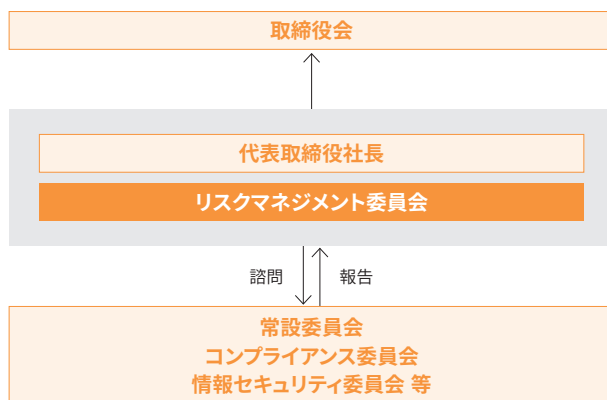 取締役会
代表取締役社長
リスクマネジメント委員会
諮問
報告
常設委員会
コンプライアンス委員会
情報セキュリティ委員会 等